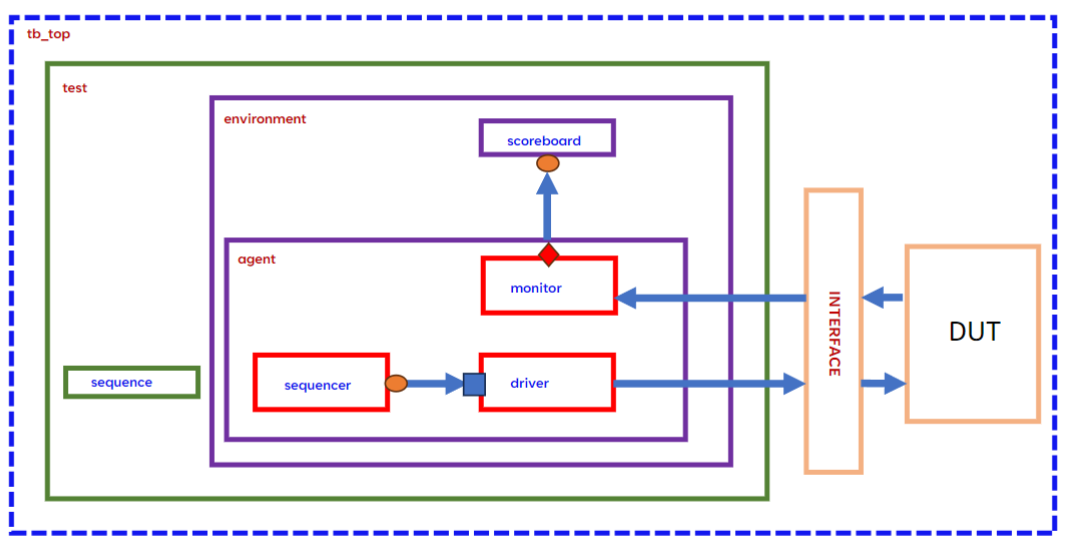 tb_top
test
environment
scoreboard
agent
monitor
INTERFACE
DUT
sequence
sequencer
driver